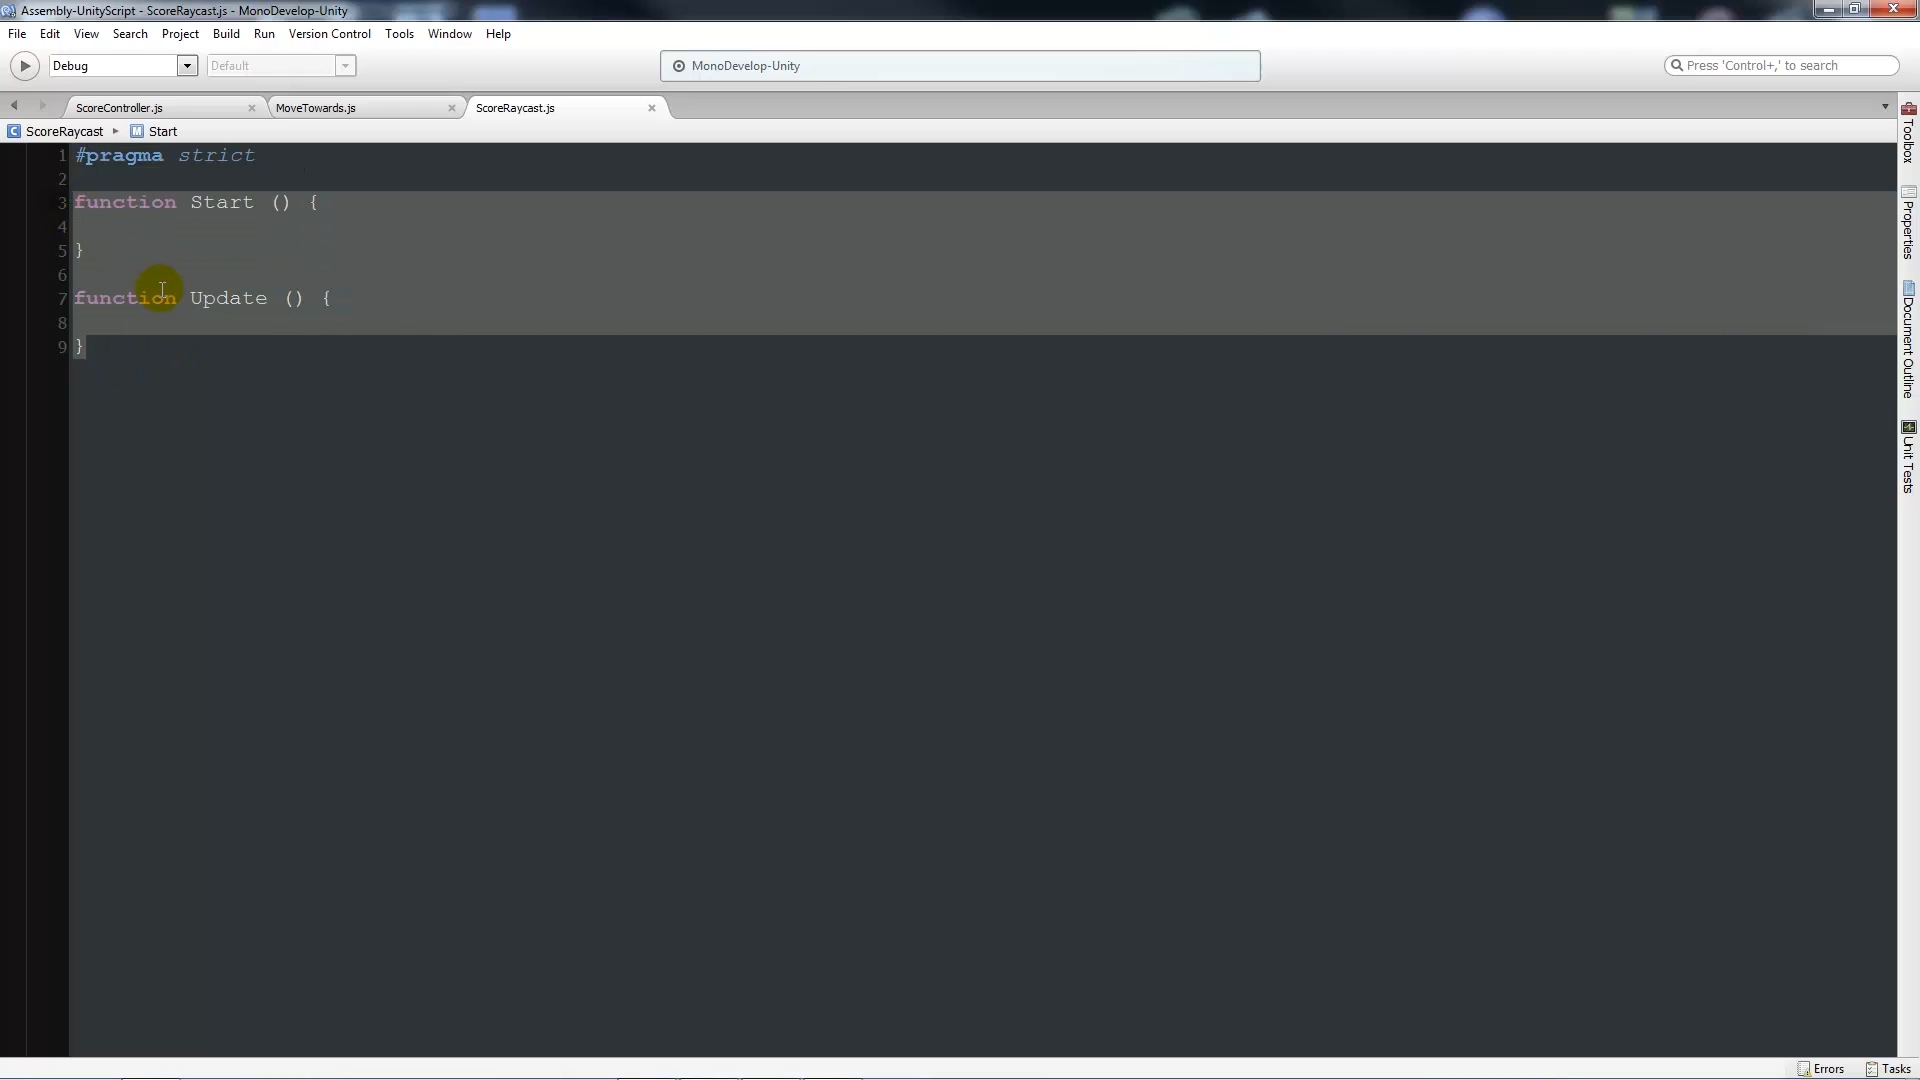 Assembly-UnityScript - ScoreRaycast.js - MonoDevelop-Unity
File Edit View Search Project Build Run Version Control Tools Window Help
Debug Default MonoDevelop-Unity Press 'Control+,' to search
ScoreController.js MoveTowards.js ScoreRaycast.js
ScoreRaycast Start
1 #pragma strict
2
3 function Start () {
4
5 }
6
7 function Update () {
8
9 }
Toolbox
Properties
Document Outline
Unit Tests
Errors Tasks